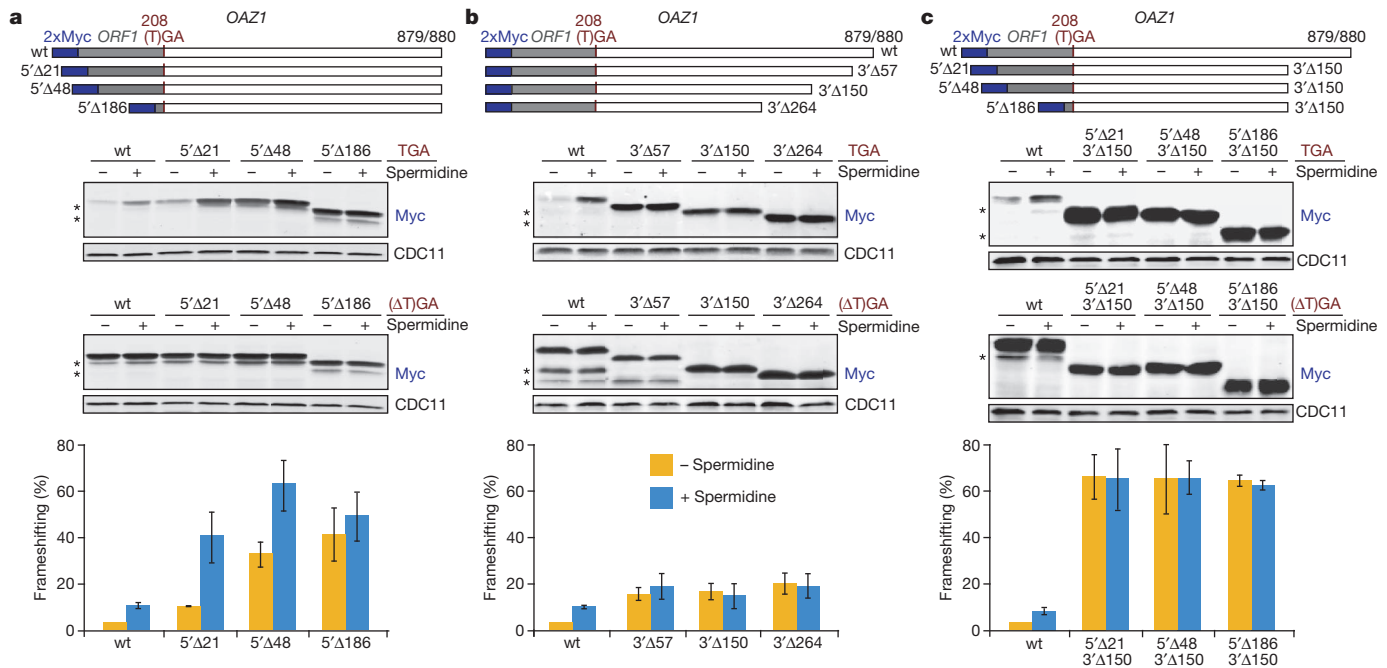 a
OAZ1
208
2xMyc ORF1 (T)GA 879/880
wt
5′Δ21
5′Δ48
5′Δ186
wt 5′Δ21 5′Δ48 5′Δ186 TGA
– + – + – + – + Spermidine
*
*
Myc
CDC11
wt 5′Δ21 5′Δ48 5′Δ186 (ΔT)GA
– + – + – + – + Spermidine
*
*
Myc
CDC11
Frameshifting (%)
80
60
40
20
0
wt 5′Δ21 5′Δ48 5′Δ186
b
OAZ1
208
2xMyc ORF1 (T)GA 879/880
wt
3′Δ57
3′Δ150
3′Δ264
wt 3′Δ57 3′Δ150 3′Δ264 TGA
– + – + – + – + Spermidine
*
*
Myc
CDC11
wt 3′Δ57 3′Δ150 3′Δ264 (ΔT)GA
– + – + – + – + Spermidine
*
*
Myc
CDC11
Frameshifting (%)
80
60
40
20
0
– Spermidine
+ Spermidine
wt 3′Δ57 3′Δ150 3′Δ264
c
OAZ1
208
2xMyc ORF1 (T)GA 879/880
wt
5′Δ21 3′Δ150
5′Δ48 3′Δ150
5′Δ186 3′Δ150
5′Δ21 5′Δ48 5′Δ186
wt 3′Δ150 3′Δ150 3′Δ150 TGA
– + – + – + – + Spermidine
*
*
Myc
CDC11
5′Δ21 5′Δ48 5′Δ186
wt 3′Δ150 3′Δ150 3′Δ150 (ΔT)GA
– + – + – + – + Spermidine
*
Myc
CDC11
Frameshifting (%)
80
60
40
20
0
wt 5′Δ21 5′Δ48 5′Δ186
3′Δ150 3′Δ150 3′Δ150